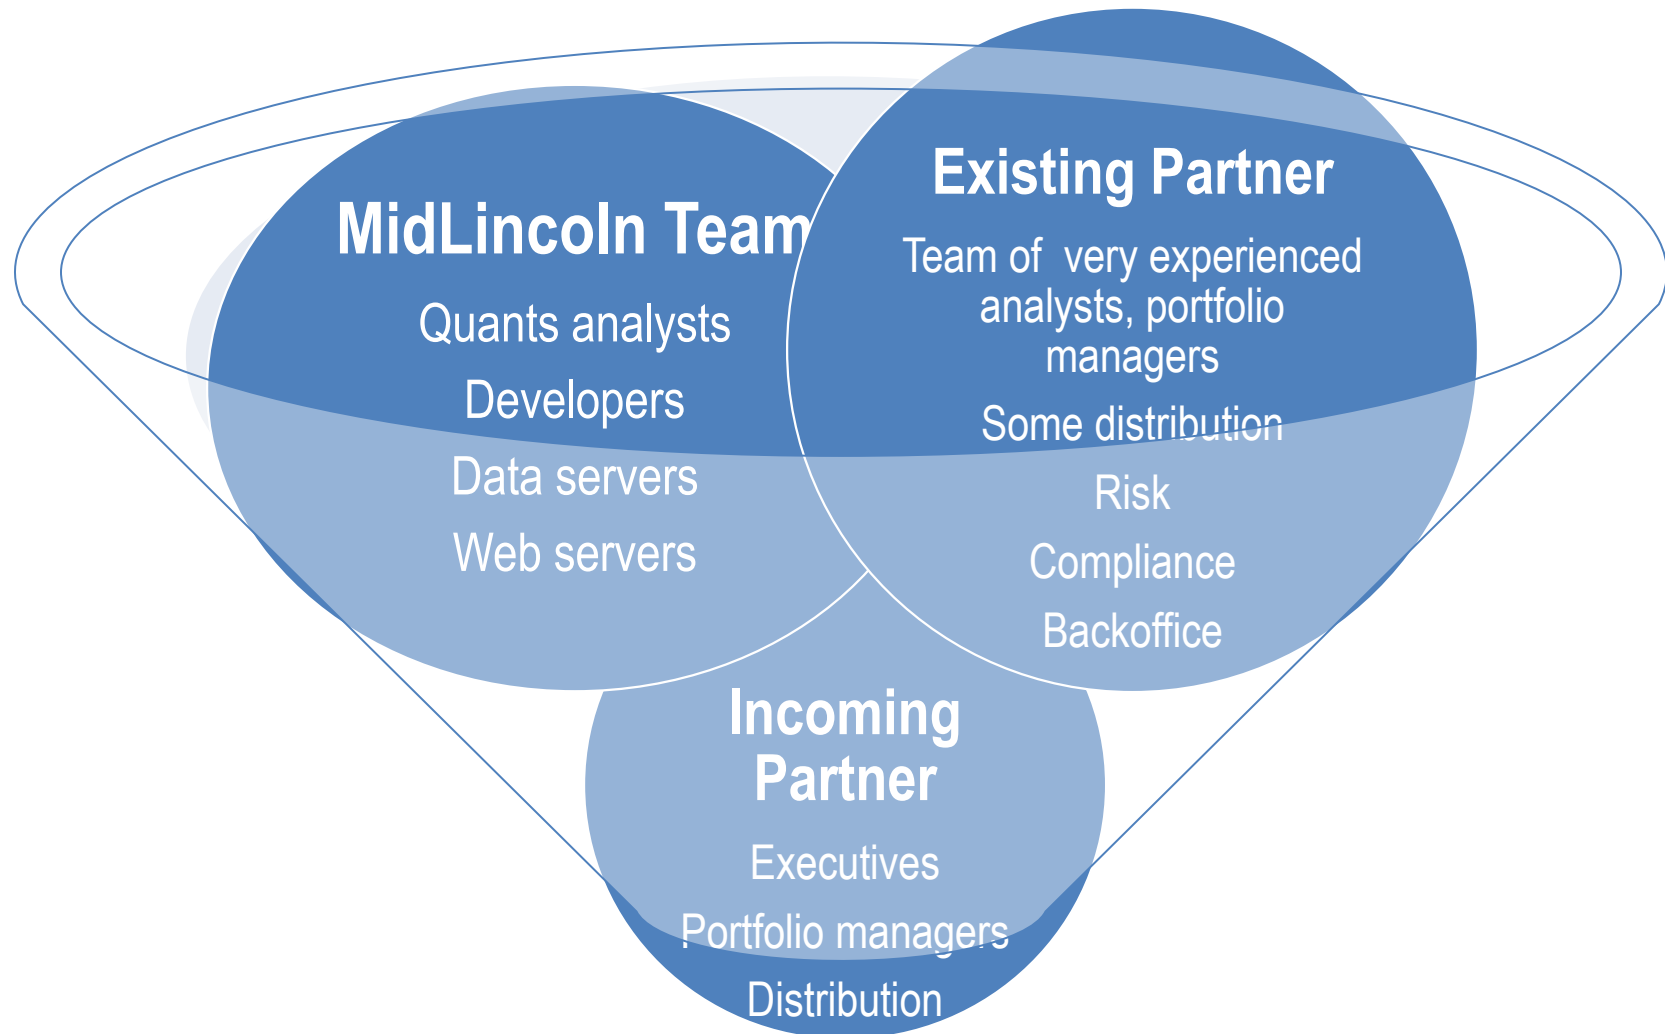 MidLincoln Team
Quants analysts
Developers
Data servers
Web servers
Existing Partner
Team of  very experienced
analysts, portfolio
managers
Some distribution
Risk
Compliance
Backoffice
Incoming
Partner
Executives
Portfolio managers
Distribution